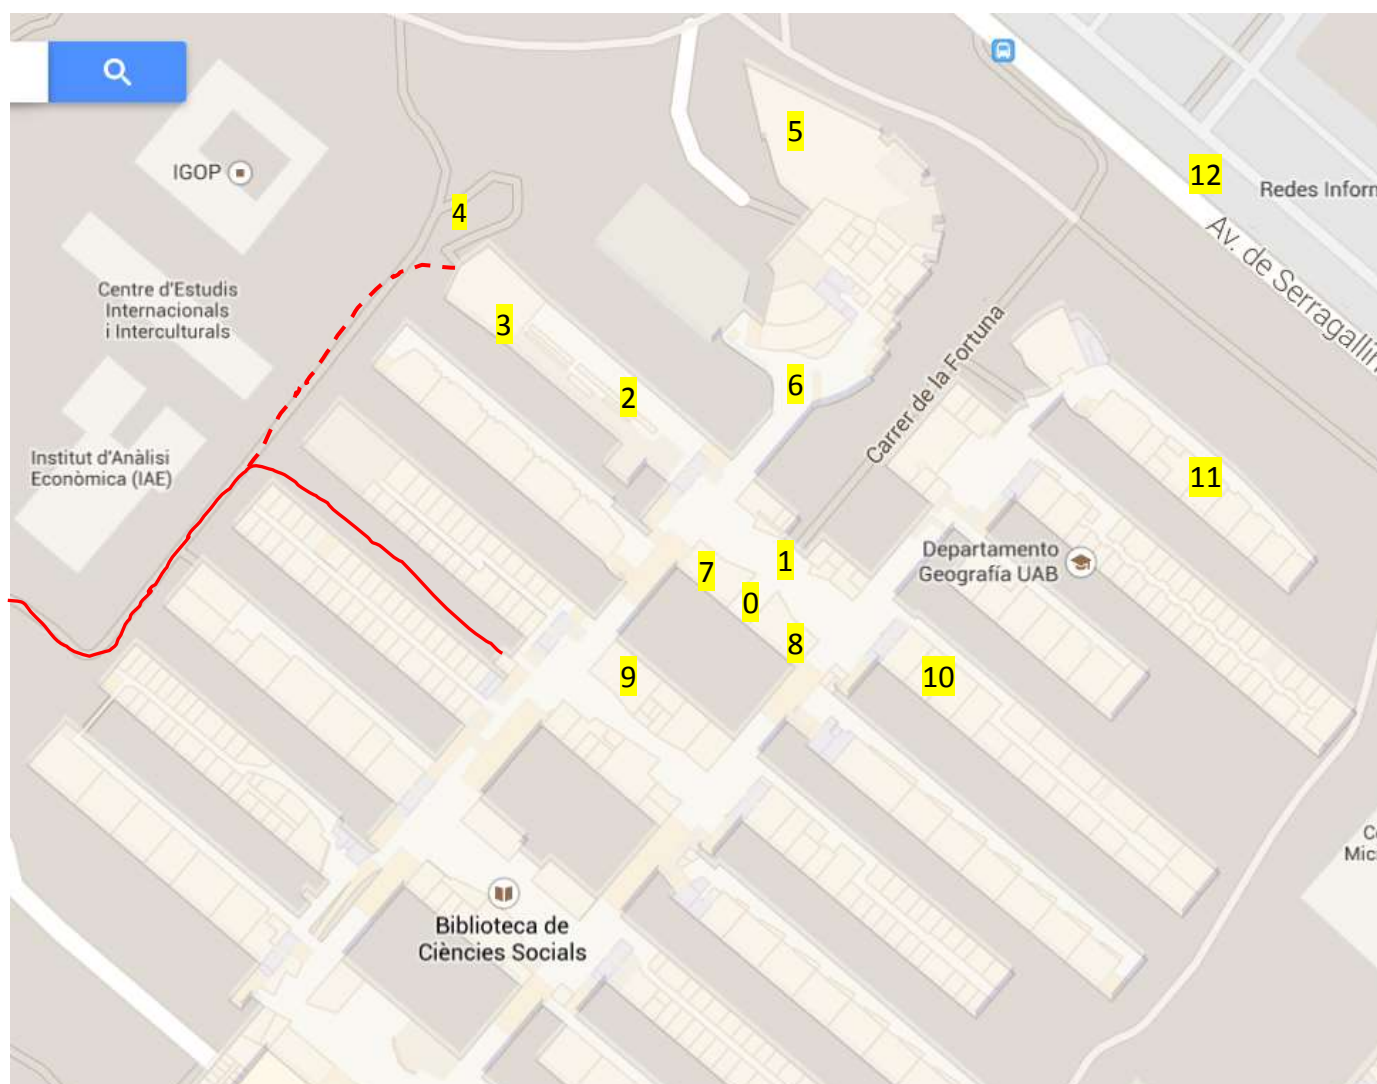 5
IGOP
12
Redes Inforn
4
Av. de Serragallin
Centre d'Estudis
Internacionals
i Interculturals
3
Carrer de la Fortuna
6
2
Institut d'Anàlisi
Econòmica (IAE)
11
Departamento
Geografía UAB
1
7
0
8
9
10
Biblioteca de
Ciències Socials